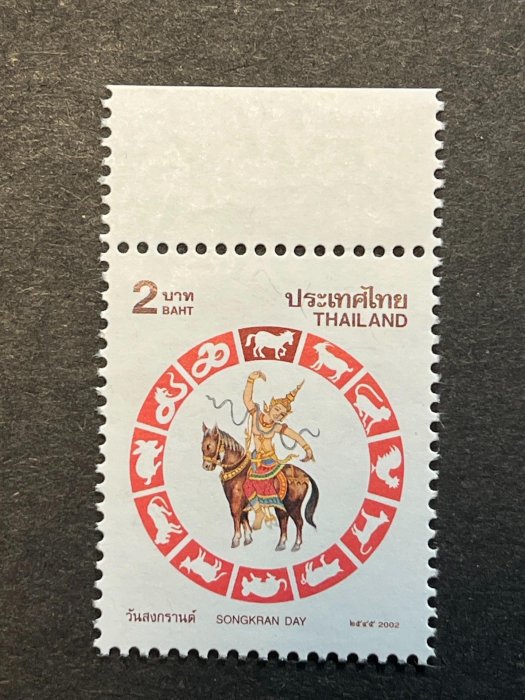 2 บาท ประเทศไทย
BAHT THAILAND
วันสงกรานต์ SONGKRAN DAY ๒๕๔๕ 2002